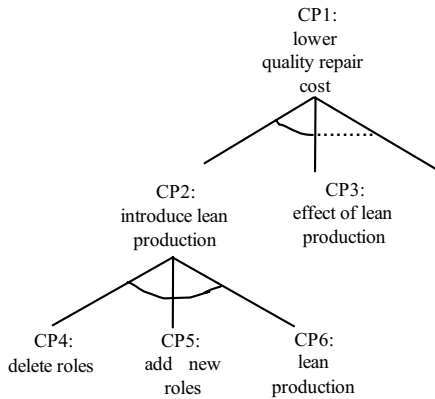 CP1:
lower
quality repair
cost
CP2:
introduce lean
production
CP3:
effect of lean
production
CP4:
delete roles
CP5:
add new
roles
CP6:
lean
production